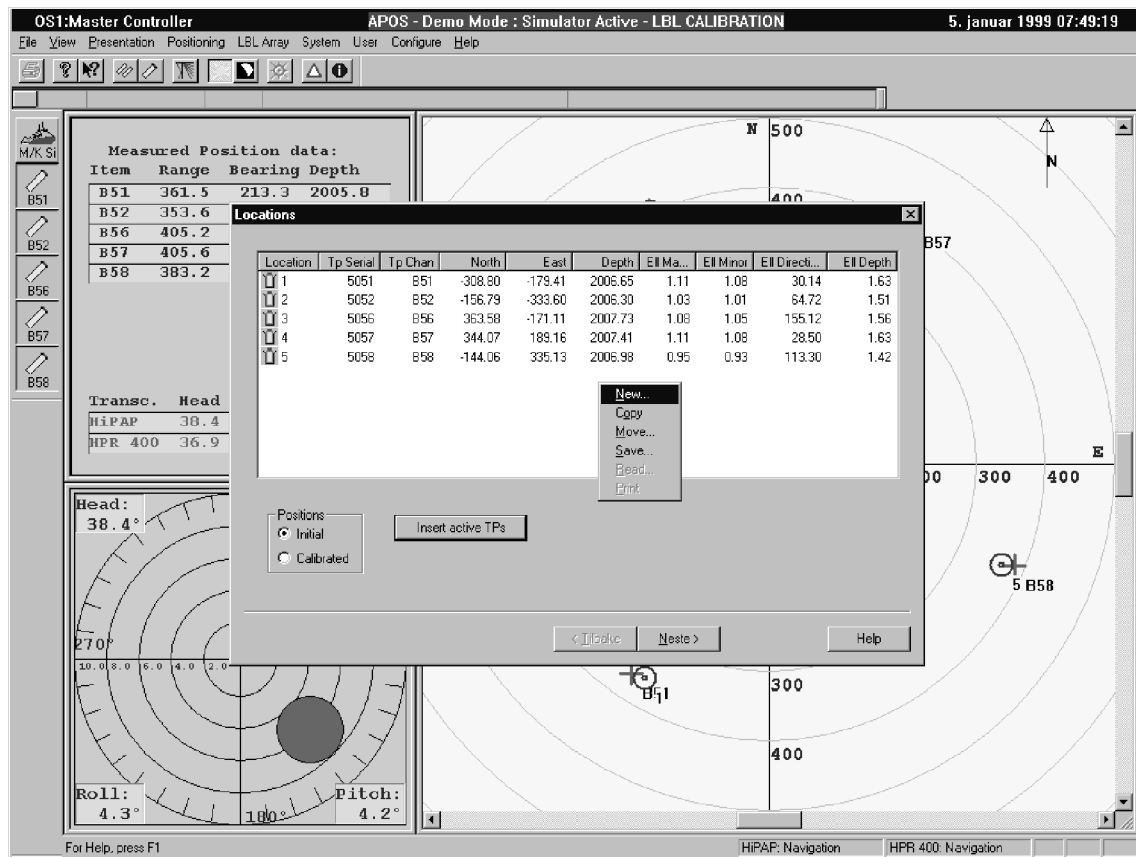 OS1:Master Controller APOS - Demo Mode : Simulator Active - LBL CALIBRATION 5. januar 1999 07:49:19
File View Presentation Positioning LBL Array System User Configure Help
M/K Si
B51
B52
B56
B57
B58
Measured Position data:
Item Range Bearing Depth
B51 361.5 213.3 2005.8
B52 353.6
B56 405.2
B57 405.6
B58 383.2
Transc. Head
HiPAP 38.4
HPR 400 36.9
Head:
38.4°
270°
10.0 8.0 6.0 4.0 2.0
180°
Roll:
4.3°
Pitch:
4.2°
N 500
N
400
B57
E
00 300 400
5 B58
B51
1
300
400
Locations
Location Tp Serial Tp Chan North East Depth Ell Ma... Ell Minor Ell Directi... Ell Depth
1 5051 B51 -308.80 -179.41 2006.65 1.11 1.08 30.14 1.63
2 5052 B52 -156.79 -333.60 2006.30 1.03 1.01 64.72 1.51
3 5056 B56 363.58 -171.11 2007.73 1.08 1.05 155.12 1.56
4 5057 B57 344.07 189.16 2007.41 1.11 1.08 28.50 1.63
5 5058 B58 -144.06 335.13 2006.98 0.95 0.93 113.30 1.42
New...
Copy
Move...
Save...
Read...
Print
Positions
Initial
Calibrated
Insert active TPs
< Tilbake Neste > Help
For Help, press F1 HiPAP: Navigation HPR 400: Navigation